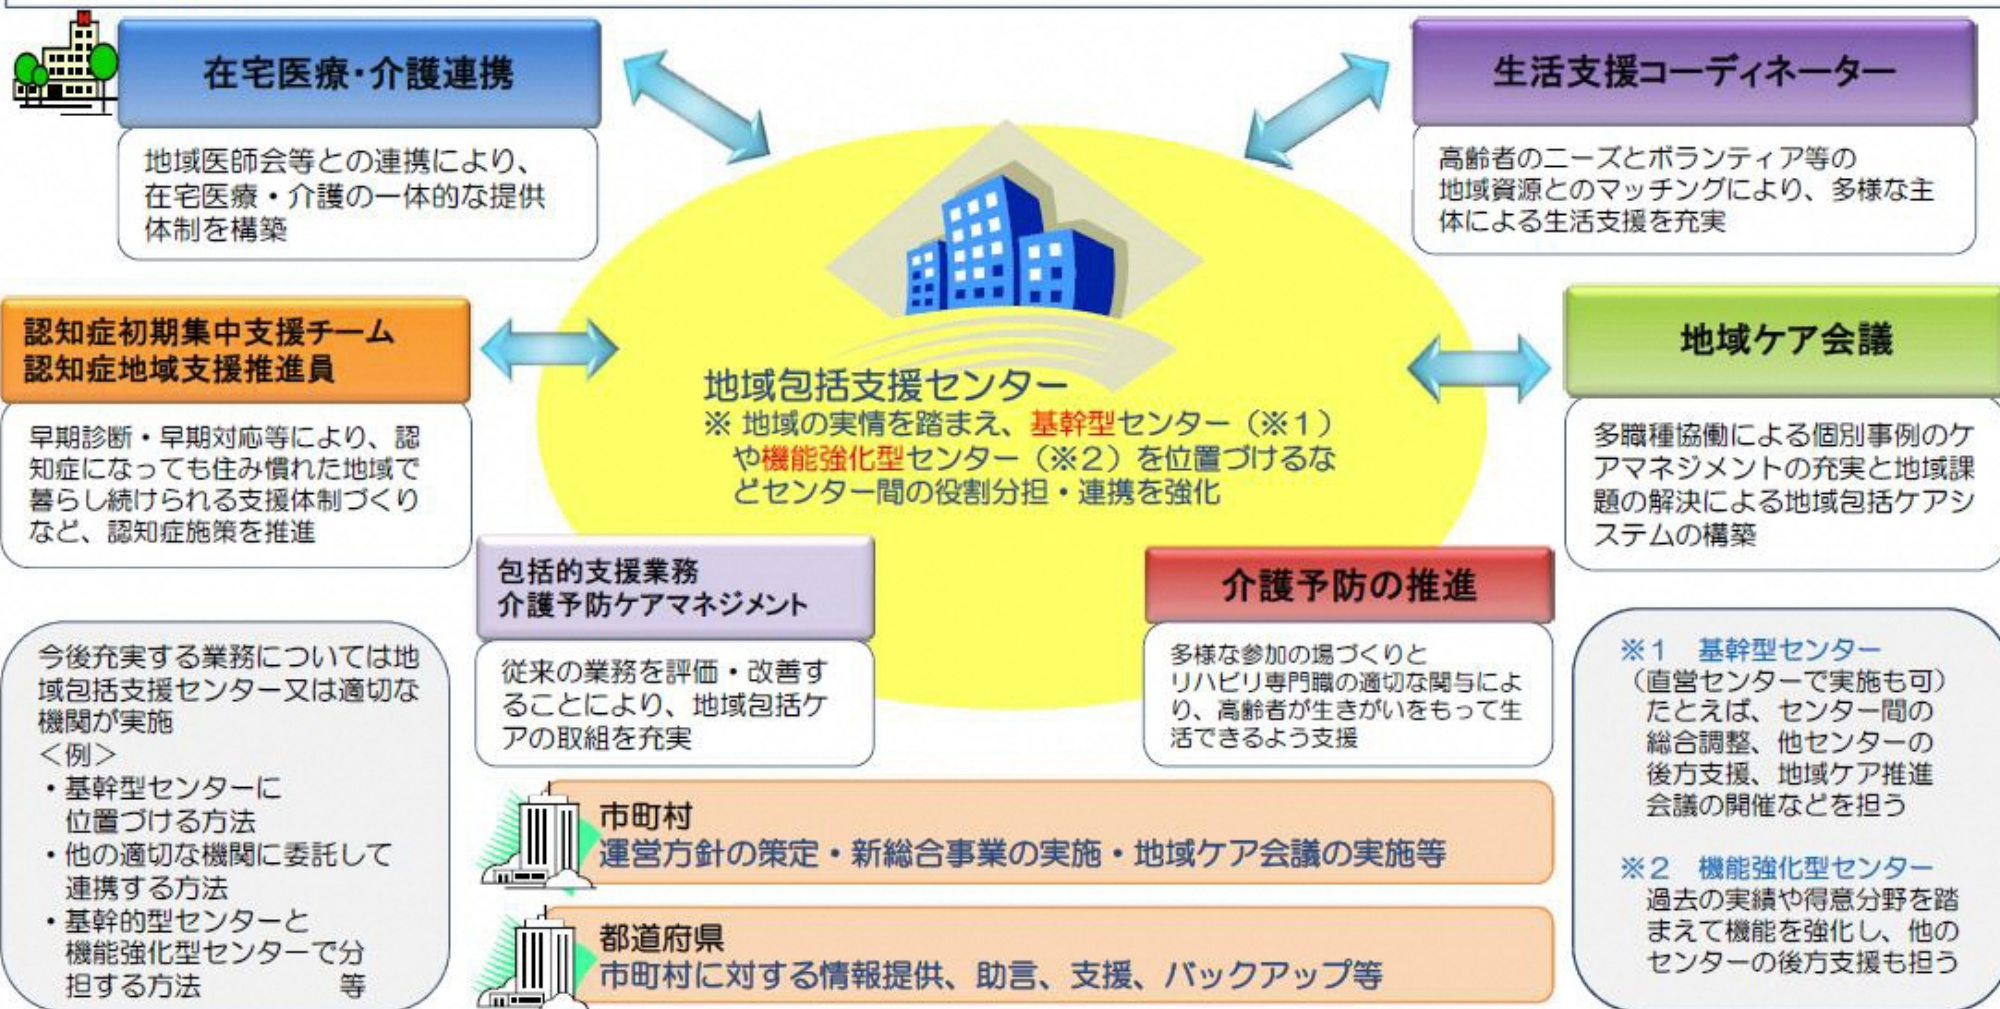 在宅医療・介護連携
地域医師会等との連携により、
在宅医療・介護の一体的な提供
体制を構築
生活支援コーディネーター
高齢者のニーズとボランティア等の
地域資源とのマッチングにより、多様な主
体による生活支援を充実
認知症初期集中支援チーム
認知症地域支援推進員
早期診断・早期対応等により、認
知症になっても住み慣れた地域で
暮らし続けられる支援体制づくり
など、認知症施策を推進
地域包括支援センター
※ 地域の実情を踏まえ、基幹型センター（※１）
や機能強化型センター（※２）を位置づけるな
どセンター間の役割分担・連携を強化
地域ケア会議
多職種協働による個別事例のケ
アマネジメントの充実と地域課
題の解決による地域包括ケアシ
ステムの構築
包括的支援業務
介護予防ケアマネジメント
従来の業務を評価・改善す
ることにより、地域包括ケ
アの取組を充実
介護予防の推進
多様な参加の場づくりと
リハビリ専門職の適切な関与によ
り、高齢者が生きがいをもって生
活できるよう支援
今後充実する業務については地
域包括支援センター又は適切な
機関が実施
＜例＞
・基幹型センターに
位置づける方法
・他の適切な機関に委託して
連携する方法
・基幹的型センターと
機能強化型センターで分
担する方法　等
市町村
運営方針の策定・新総合事業の実施・地域ケア会議の実施等
都道府県
市町村に対する情報提供、助言、支援、バックアップ等
※１　基幹型センター
（直営センターで実施も可）
たとえば、センター間の
総合調整、他センターの
後方支援、地域ケア推進
会議の開催などを担う
※２　機能強化型センター
過去の実績や得意分野を踏
まえて機能を強化し、他の
センターの後方支援も担う